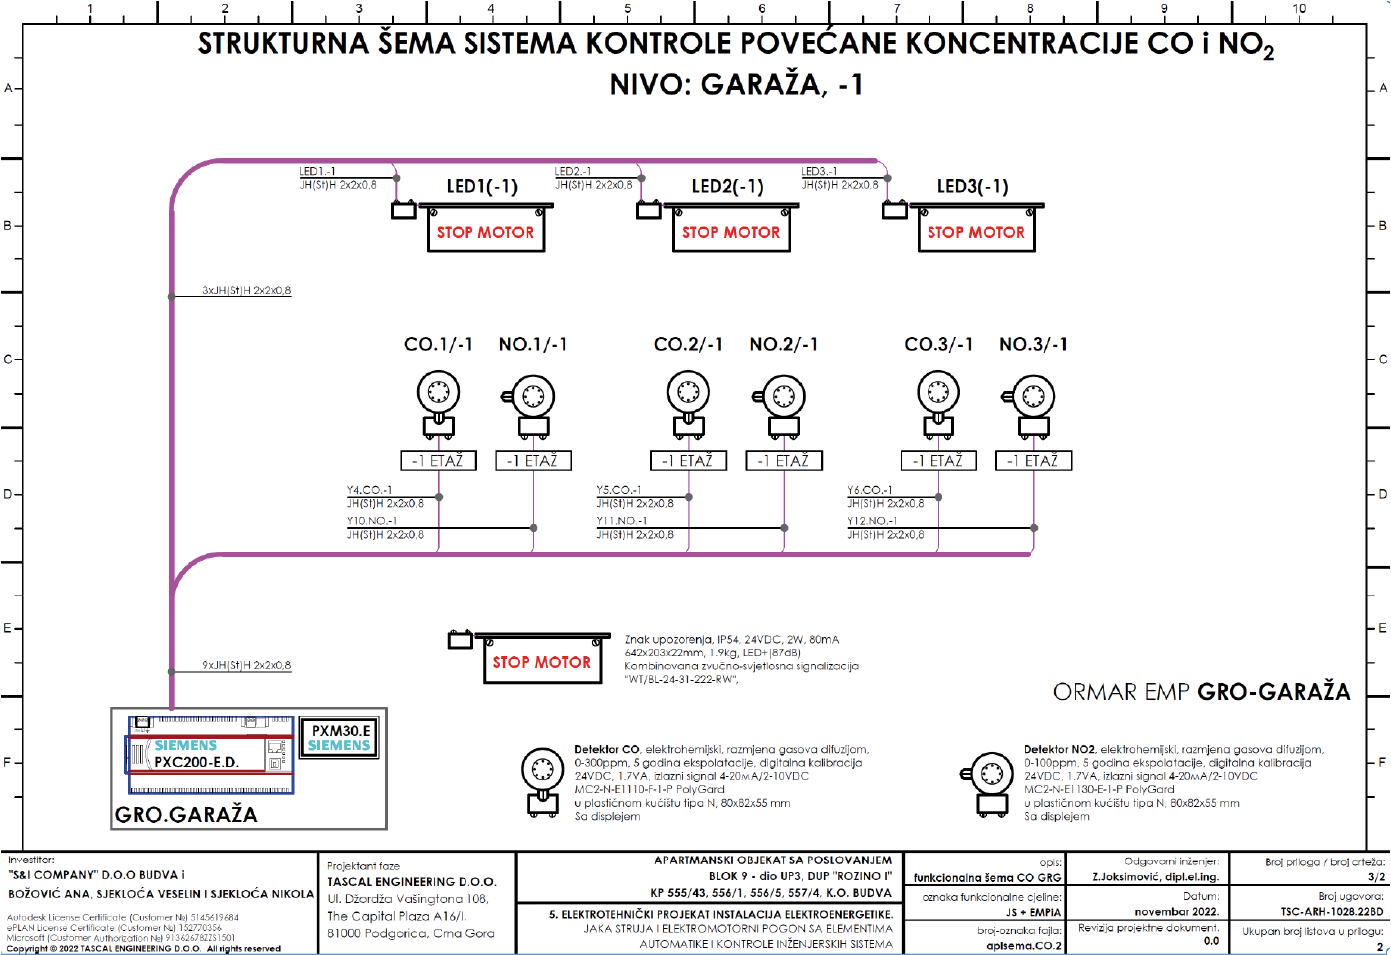 1 2 3 4 5 6 7 8 9 10
STRUKTURNA ŠEMA SISTEMA KONTROLE POVEĆANE KONCENTRACIJE CO i NO2
NIVO: GARAŽA, -1
A A
LED1.-1
JH(St)H 2x2x0,8
LED1(-1)
STOP MOTOR
LED2.-1
JH(St)H 2x2x0,8
LED2(-1)
STOP MOTOR
LED3.-1
JH(St)H 2x2x0,8
LED3(-1)
STOP MOTOR
B B
3xJH(St)H 2x2x0,8
CO.1/-1 NO.1/-1 CO.2/-1 NO.2/-1 CO.3/-1 NO.3/-1
C C
-1 ETAŽ -1 ETAŽ -1 ETAŽ -1 ETAŽ -1 ETAŽ -1 ETAŽ
D D
Y4.CO.-1
JH(St)H 2x2x0,8
Y10.NO.-1
JH(St)H 2x2x0,8
Y5.CO.-1
JH(St)H 2x2x0,8
Y11.NO.-1
JH(St)H 2x2x0,8
Y6.CO.-1
JH(St)H 2x2x0,8
Y12.NO.-1
JH(St)H 2x2x0,8
E E
STOP MOTOR
Znak upozorenja, IP54, 24VDC, 2W, 80mA
642x203x22mm, 1.9kg, LED+(87dB)
Kombinovana zvučno-svjetlosna signalizacija
"WT/BL-24-31-222-RW",
9xJH(St)H 2x2x0,8
ORMAR EMP GRO-GARAŽA
SIEMENS
PXC200-E.D.
PXM30.E
SIEMENS
GRO.GARAŽA
F F
Detektor CO, elektrohemijski, razmjena gasova difuzijom,
0-300ppm, 5 godina ekspolatacije, digitalna kalibracija
24VDC, 1.7VA, izlazni signal 4-20mA/2-10VDC
MC2-N-E1110-F-1-P PolyGard
u plastičnom kućištu tipa N, 80x82x55 mm
Sa displejem
Detektor NO2, elektrohemijski, razmjena gasova difuzijom,
0-100ppm, 5 godina ekspolatacije, digitalna kalibracija
24VDC, 1.7VA, izlazni signal 4-20mA/2-10VDC
MC2-N-E1130-E-1-P PolyGard
u plastičnom kućištu tipa N, 80x82x55 mm
Sa displejem
Investitor:
"S&I COMPANY" D.O.O BUDVA i
BOŽOVIĆ ANA, SJEKLOĆA VESELIN I SJEKLOĆA NIKOLA
Autodesk License Certificate (Customer №) 5145619684
ePLAN License Certificate (Customer №) 152770356
Microsoft (Customer Authorization №) 91362678ZZS1501
Copyright © 2022 TASCAL ENGINEERING D.O.O. All rights reserved
Projektant faze
TASCAL ENGINEERING D.O.O.
Ul. Džordža Vašingtona 108,
The Capital Plaza A16/I.
81000 Podgorica, Crna Gora
APARTMANSKI OBJEKAT SA POSLOVANJEM
BLOK 9 - dio UP3, DUP "ROZINO I"
KP 555/43, 556/1, 556/5, 557/4, K.O. BUDVA
5. ELEKTROTEHNIČKI PROJEKAT INSTALACIJA ELEKTROENERGETIKE.
JAKA STRUJA I ELEKTROMOTORNI POGON SA ELEMENTIMA
AUTOMATIKE I KONTROLE INŽENJERSKIH SISTEMA
opis:
funkcionalna šema CO GRG
oznaka funkcionalne cjeline:
JS + EMPIA
broj-oznaka fajla:
aplsema.CO.2
Odgovorni inženjer:
Z.Joksimović, dipl.el.ing.
Datum:
novembar 2022.
Revizija projektne dokument.
0.0
Broj priloga / broj crteža:
3/2
Broj ugovora:
TSC-ARH-1028.22BD
Ukupan broj listova u prilogu:
2